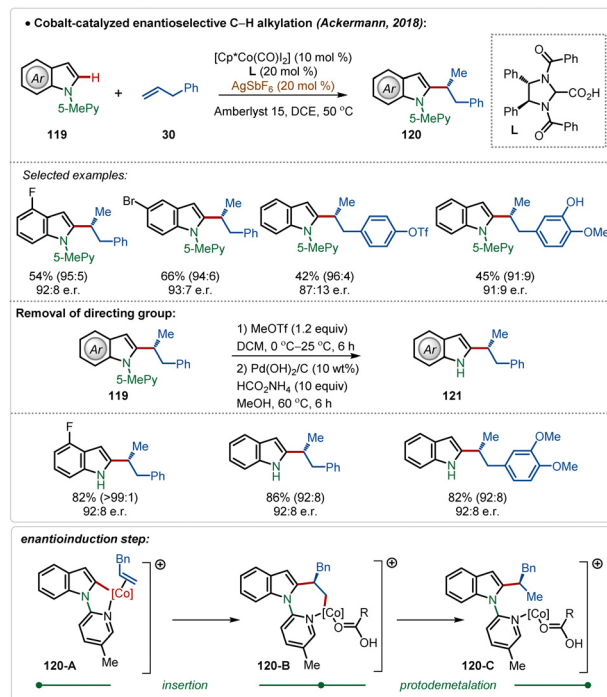 • Cobalt-catalyzed enantioselective C–H alkylation (Ackermann, 2018):
Ar
H
N
5-MePy
119
+
Ph
30
[Cp*Co(CO)I2] (10 mol %)
L (20 mol %)
AgSbF6 (20 mol %)
Amberlyst 15, DCE, 50 °C
Ar
Me
N
Ph
5-MePy
120
O
Ph
Ph
N
CO2H
Ph
N
O
Ph
L
Selected examples:
F
Me
N
Ph
5-MePy
54% (95:5)
92:8 e.r.
Br
Me
N
Ph
5-MePy
66% (94:6)
93:7 e.r.
Me
N
OTf
5-MePy
42% (96:4)
87:13 e.r.
Me
OH
N
OMe
5-MePy
45% (91:9)
91:9 e.r.
Removal of directing group:
Ar
Me
N
Ph
5-MePy
119
1) MeOTf (1.2 equiv)
DCM, 0 °C–25 °C, 6 h
2) Pd(OH)2/C (10 wt%)
HCO2NH4 (10 equiv)
MeOH, 60 °C, 6 h
Ar
Me
N
H
Ph
121
F
Me
N
H
Ph
82% (>99:1)
92:8 e.r.
Me
N
H
Ph
86% (92:8)
92:8 e.r.
Me
OMe
N
H
OMe
82% (92:8)
92:8 e.r.
enantioinduction step:
Bn
N
[Co]
N
Me
⊕
120-A
insertion
Bn
N
[Co]
R
N
O
OH
Me
⊕
120-B
protodemetalation
Bn
N
Me
[Co]
R
N
O
OH
Me
⊕
120-C